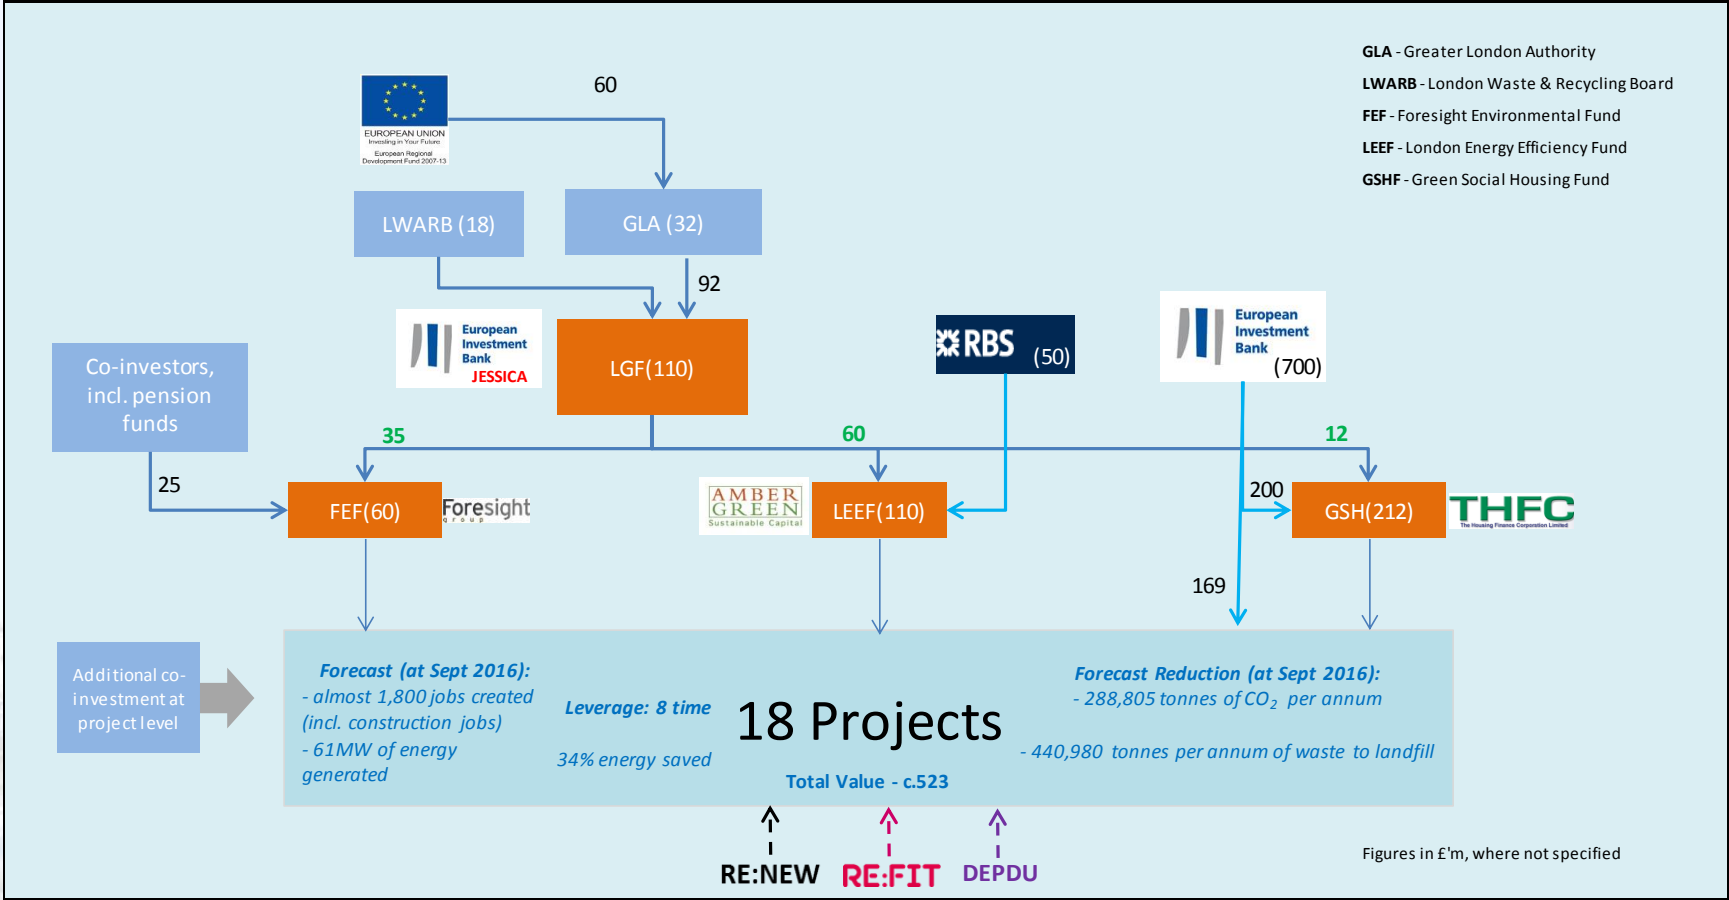 GLA - Greater London Authority
LWARB - London Waste & Recycling Board
FEF - Foresight Environmental Fund
LEEF - London Energy Efficiency Fund
GSHF - Green Social Housing Fund
60
EUROPEAN UNION
Investing in Your Future
European Regional
Development Fund 2007-13
LWARB (18)
GLA (32)
92
European
Investment
Bank
JESSICA
LGF(110)
RBS (50)
European
Investment
Bank
(700)
Co-investors,
incl. pension
funds
35
60
12
25
200
FEF(60)
Foresight
group
AMBER
GREEN
Sustainable Capital
LEEF(110)
GSH(212)
THFC
The Housing Finance Corporation Limited
169
Additional co-
investment at
project level
Forecast (at Sept 2016):
- almost 1,800 jobs created
(incl. construction jobs)
- 61MW of energy
generated
Leverage: 8 time
34% energy saved
18 Projects
Total Value - c.523
Forecast Reduction (at Sept 2016):
- 288,805 tonnes of CO₂ per annum
- 440,980 tonnes per annum of waste to landfill
RE:NEW
RE:FIT
DEPDU
Figures in £'m, where not specified